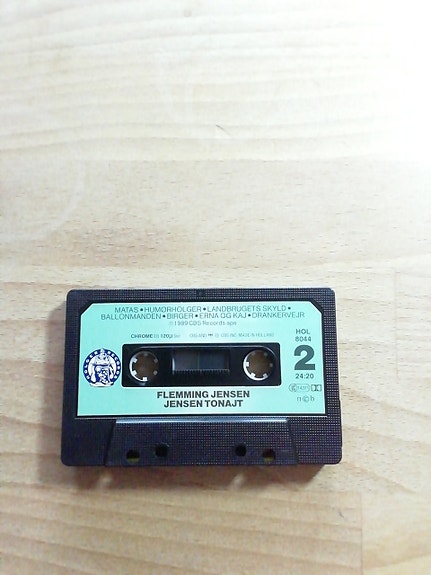 MATAS • HUMØRHOLGER • LANDBRUGETS SKYLD •
BALLONMANDEN • BIRGER • ERNA OG KAJ • DRANKERVEJR
1989 CBS Records aps
CHROME
HOL
8044
2
24:20
n©b
FLEMMING JENSEN
JENSEN TONAJT